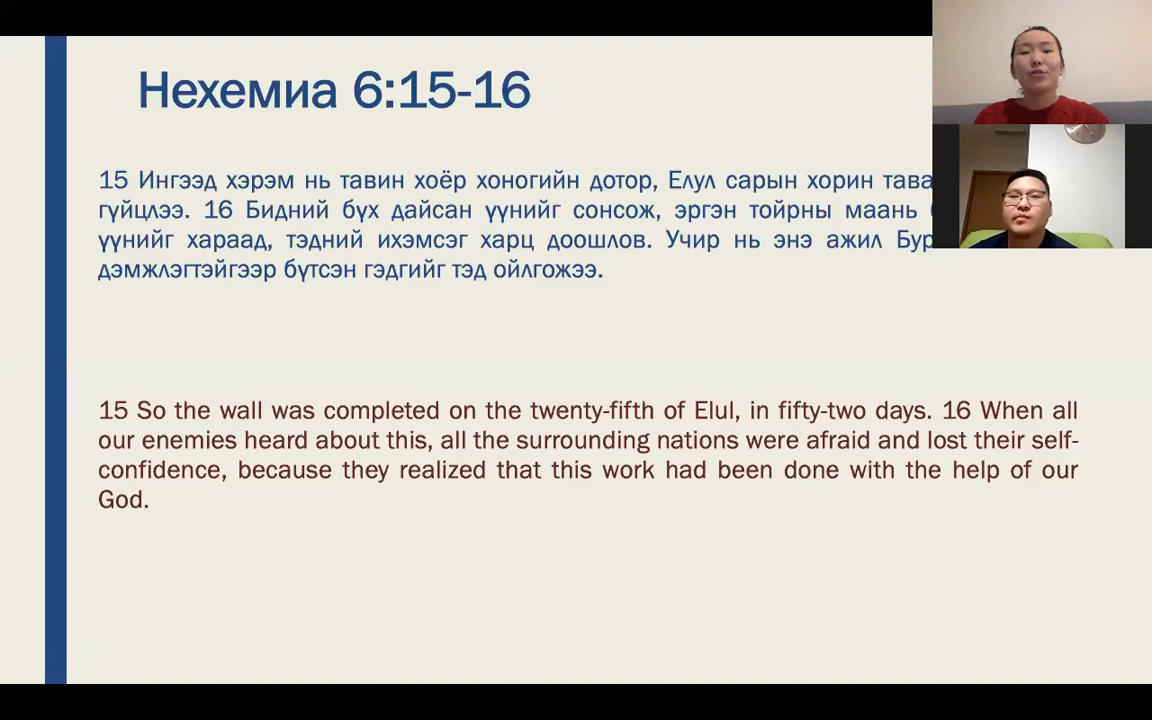 Нехемиа 6:15-16
15 Ингээд хэрэм нь тавин хоёр хоногийн дотор, Елул сарын хорин
гүйцлээ. 16 Бидний бүх дайсан үүнийг сонсож, эргэн тойрны маань
үүнийг хараад, тэдний ихэмсэг харц доошлов. Учир нь энэ ажил
дэмжлэгтэйгээр бүтсэн гэдгийг тэд ойлгожээ.
15 So the wall was completed on the twenty-fifth of Elul, in fifty-two days. 16 When all
our enemies heard about this, all the surrounding nations were afraid and lost their self-
confidence, because they realized that this work had been done with the help of our
God.